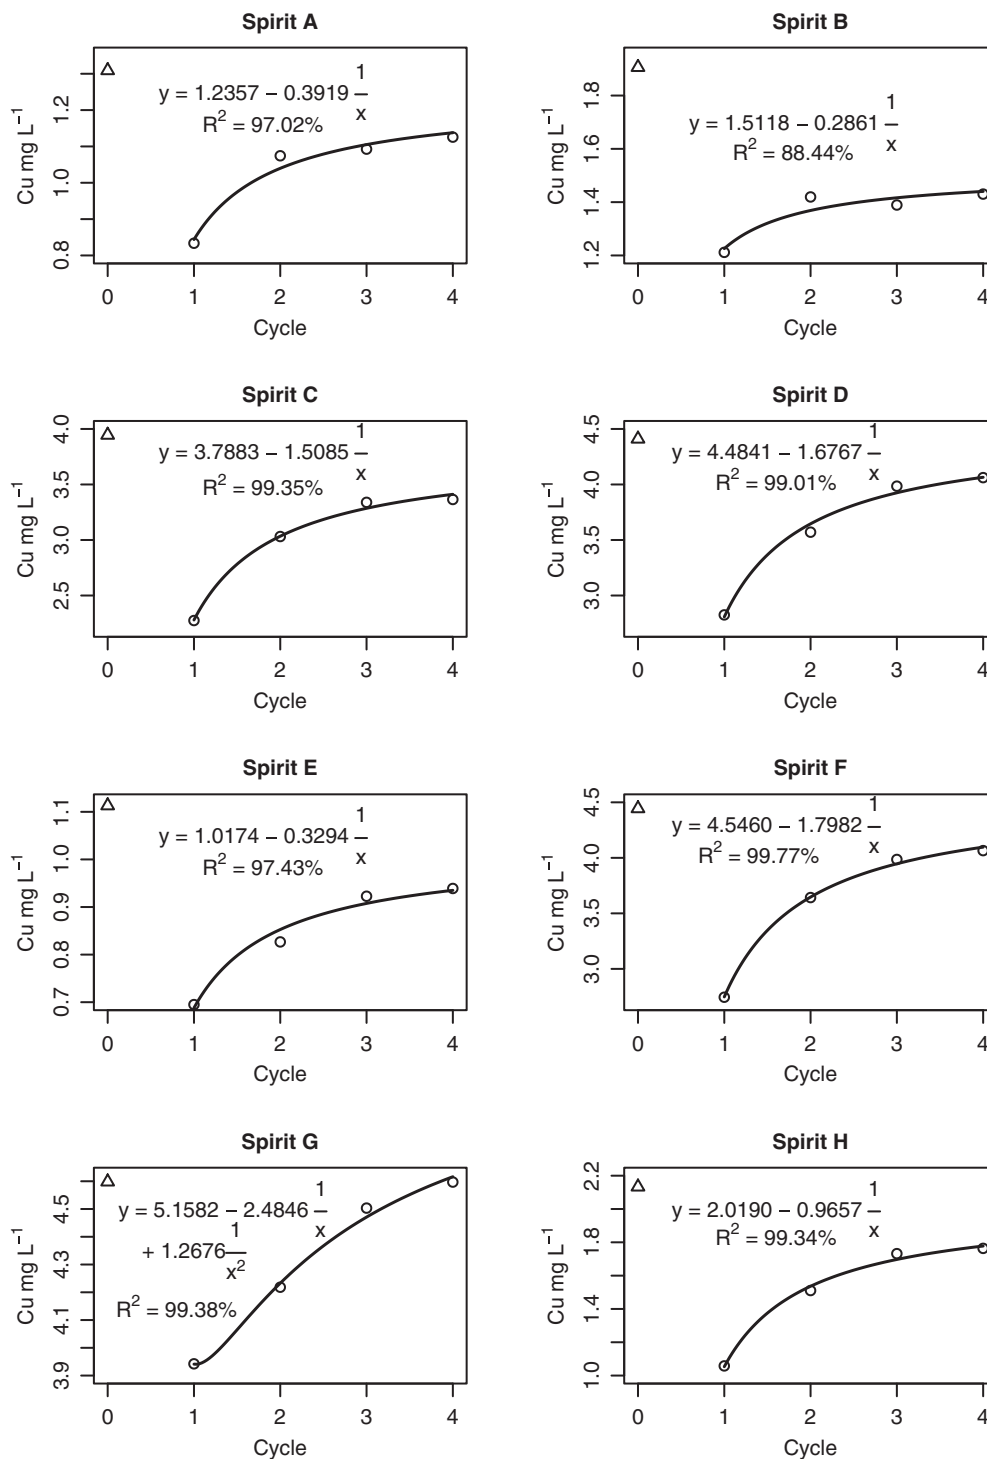 Spirit A
Cu mg L⁻¹
y = 1.2357 − 0.3919 1/x
R² = 97.02%
1.2
1.0
0.8
0 1 2 3 4
Cycle
Spirit B
y = 1.5118 − 0.2861 1/x
R² = 88.44%
1.8
1.6
1.4
1.2
0 1 2 3 4
Cu mg L⁻¹
Cycle
Spirit C
Cu mg L⁻¹
y = 3.7883 − 1.5085 1/x
R² = 99.35%
4.0
3.5
3.0
2.5
0 1 2 3 4
Cycle
Spirit D
Cu mg L⁻¹
y = 4.4841 − 1.6767 1/x
R² = 99.01%
4.5
4.0
3.5
3.0
0 1 2 3 4
Cycle
Spirit E
Cu mg L⁻¹
y = 1.0174 − 0.3294 1/x
R² = 97.43%
1.1
1.0
0.9
0.8
0.7
0 1 2 3 4
Cycle
Spirit F
Cu mg L⁻¹
y = 4.5460 − 1.7982 1/x
R² = 99.77%
4.5
4.0
3.5
3.0
0 1 2 3 4
Cycle
Spirit G
Cu mg L⁻¹
y = 5.1582 − 2.4846 1/x
+ 1.2676 1/x²
R² = 99.38%
4.5
4.3
4.1
3.9
0 1 2 3 4
Cycle
Spirit H
Cu mg L⁻¹
y = 2.0190 − 0.9657 1/x
R² = 99.34%
2.2
1.8
1.4
1.0
0 1 2 3 4
Cycle